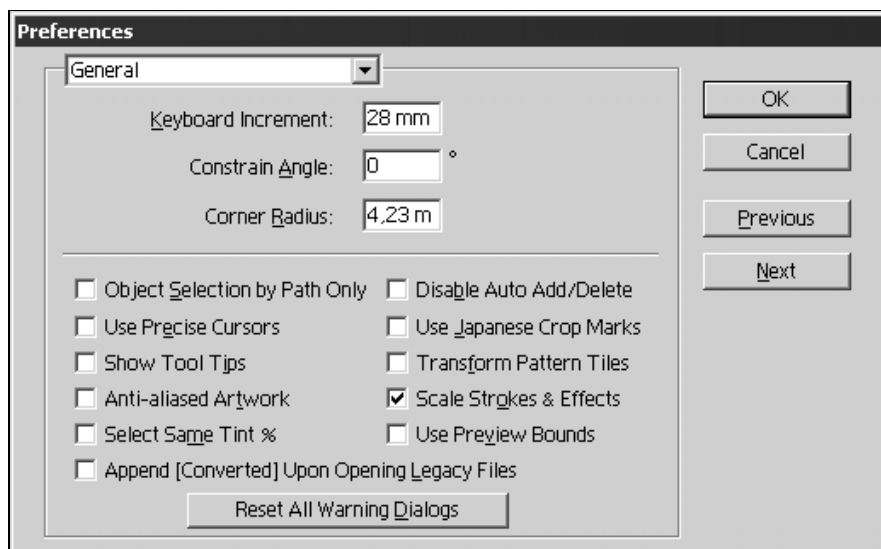 Preferences
General
Keyboard Increment: 28 mm
Constrain Angle: 0 °
Corner Radius: 4,23 m
OK
Cancel
Previous
Next
Object Selection by Path Only Disable Auto Add/Delete
Use Precise Cursors Use Japanese Crop Marks
Show Tool Tips Transform Pattern Tiles
Anti-aliased Artwork Scale Strokes & Effects
Select Same Tint % Use Preview Bounds
Append [Converted] Upon Opening Legacy Files
Reset All Warning Dialogs